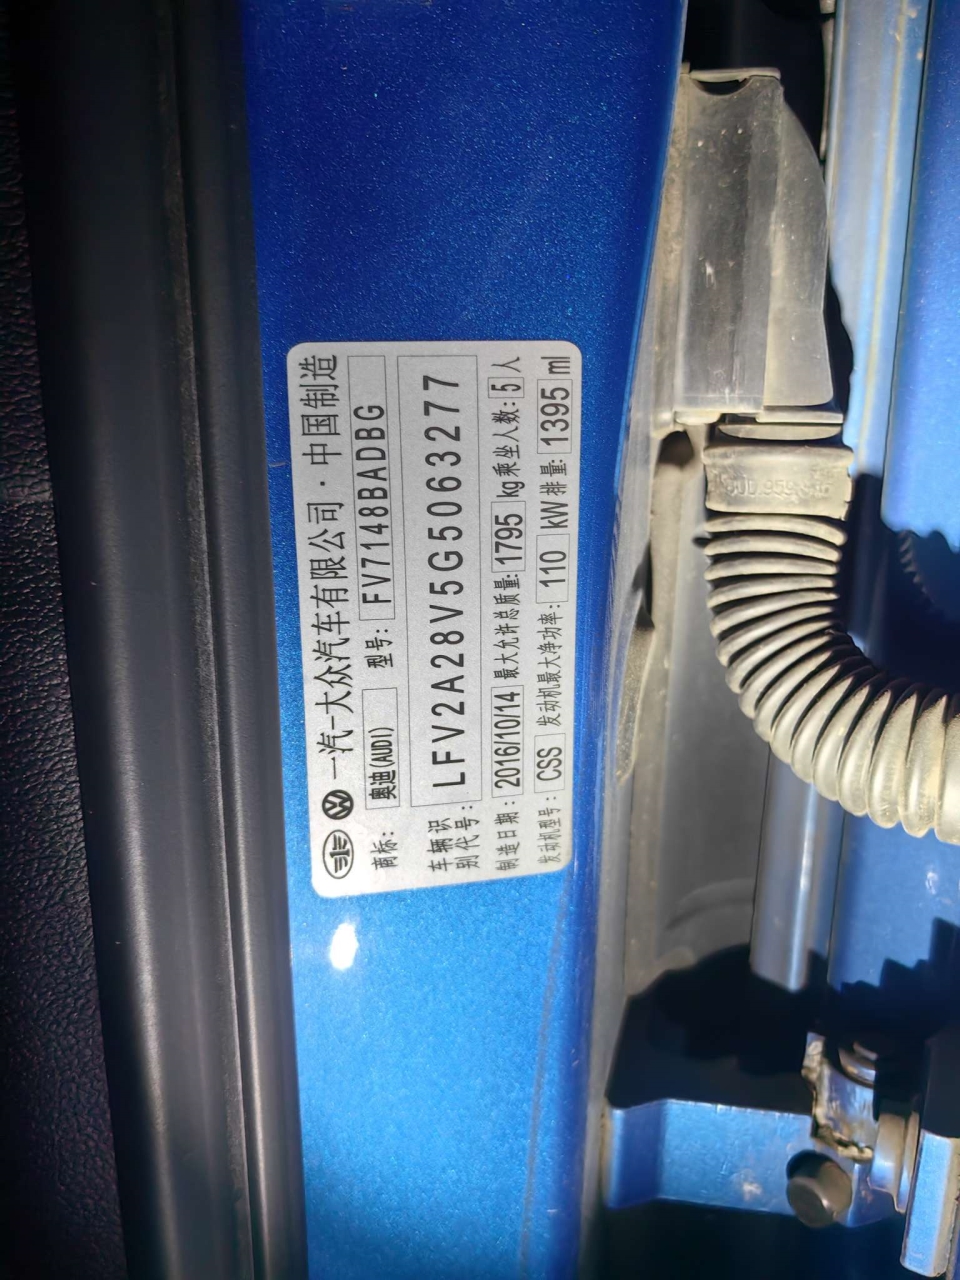 一汽-大众汽车有限公司·中国制造
商标: 奥迪(AUDI) 型号: FV7148BADBG
车辆识别代号: LFV2A28V5G5063277
制造日期: 2016/10/14 最大允许总质量: 1795 kg 乘坐人数: 5 人
发动机型号: CSS 发动机最大净功率: 110 kW 排量: 1395 ml